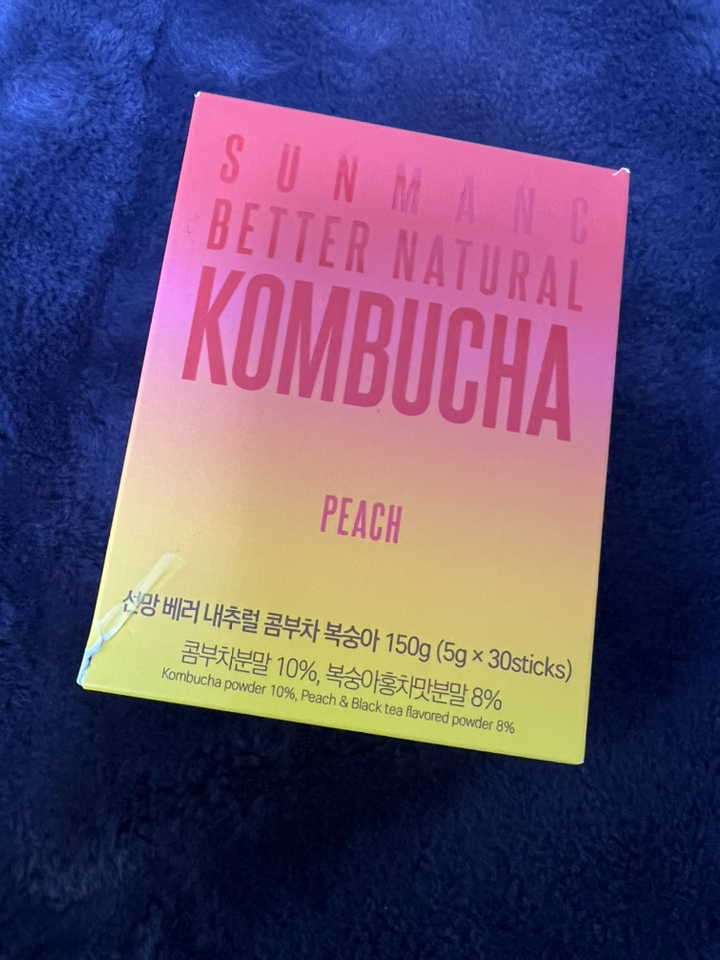 SUNMANG
BETTER NATURAL
KOMBUCHA
PEACH
선망 베러 내추럴 콤부차 복숭아 150g (5g × 30sticks)
콤부차분말 10%, 복숭아홍차맛분말 8%
Kombucha powder 10%, Peach & Black tea flavored powder 8%